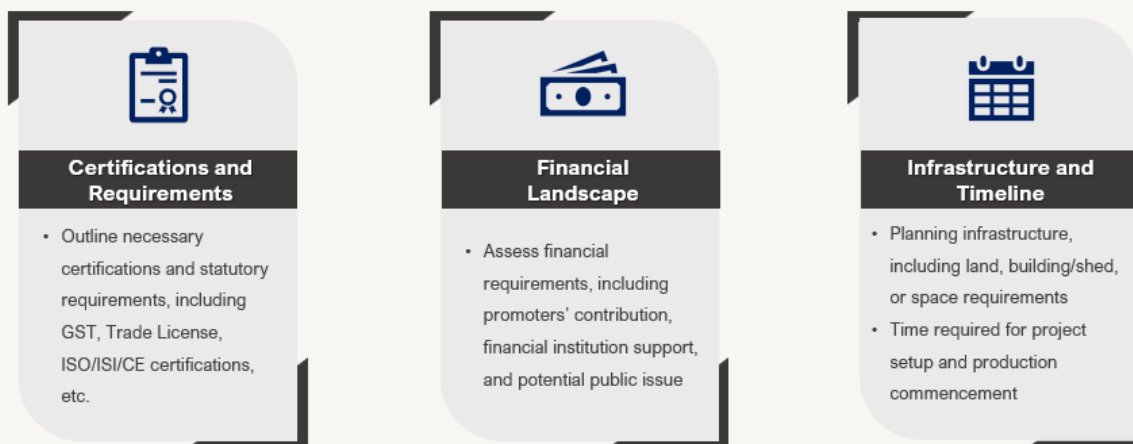 Certifications and
Requirements
• Outline necessary
certifications and statutory
requirements, including
GST, Trade License,
ISO/ISI/CE certifications,
etc.
Financial
Landscape
• Assess financial
requirements, including
promoters’ contribution,
financial institution support,
and potential public issue
Infrastructure and
Timeline
• Planning infrastructure,
including land, building/shed,
or space requirements
• Time required for project
setup and production
commencement